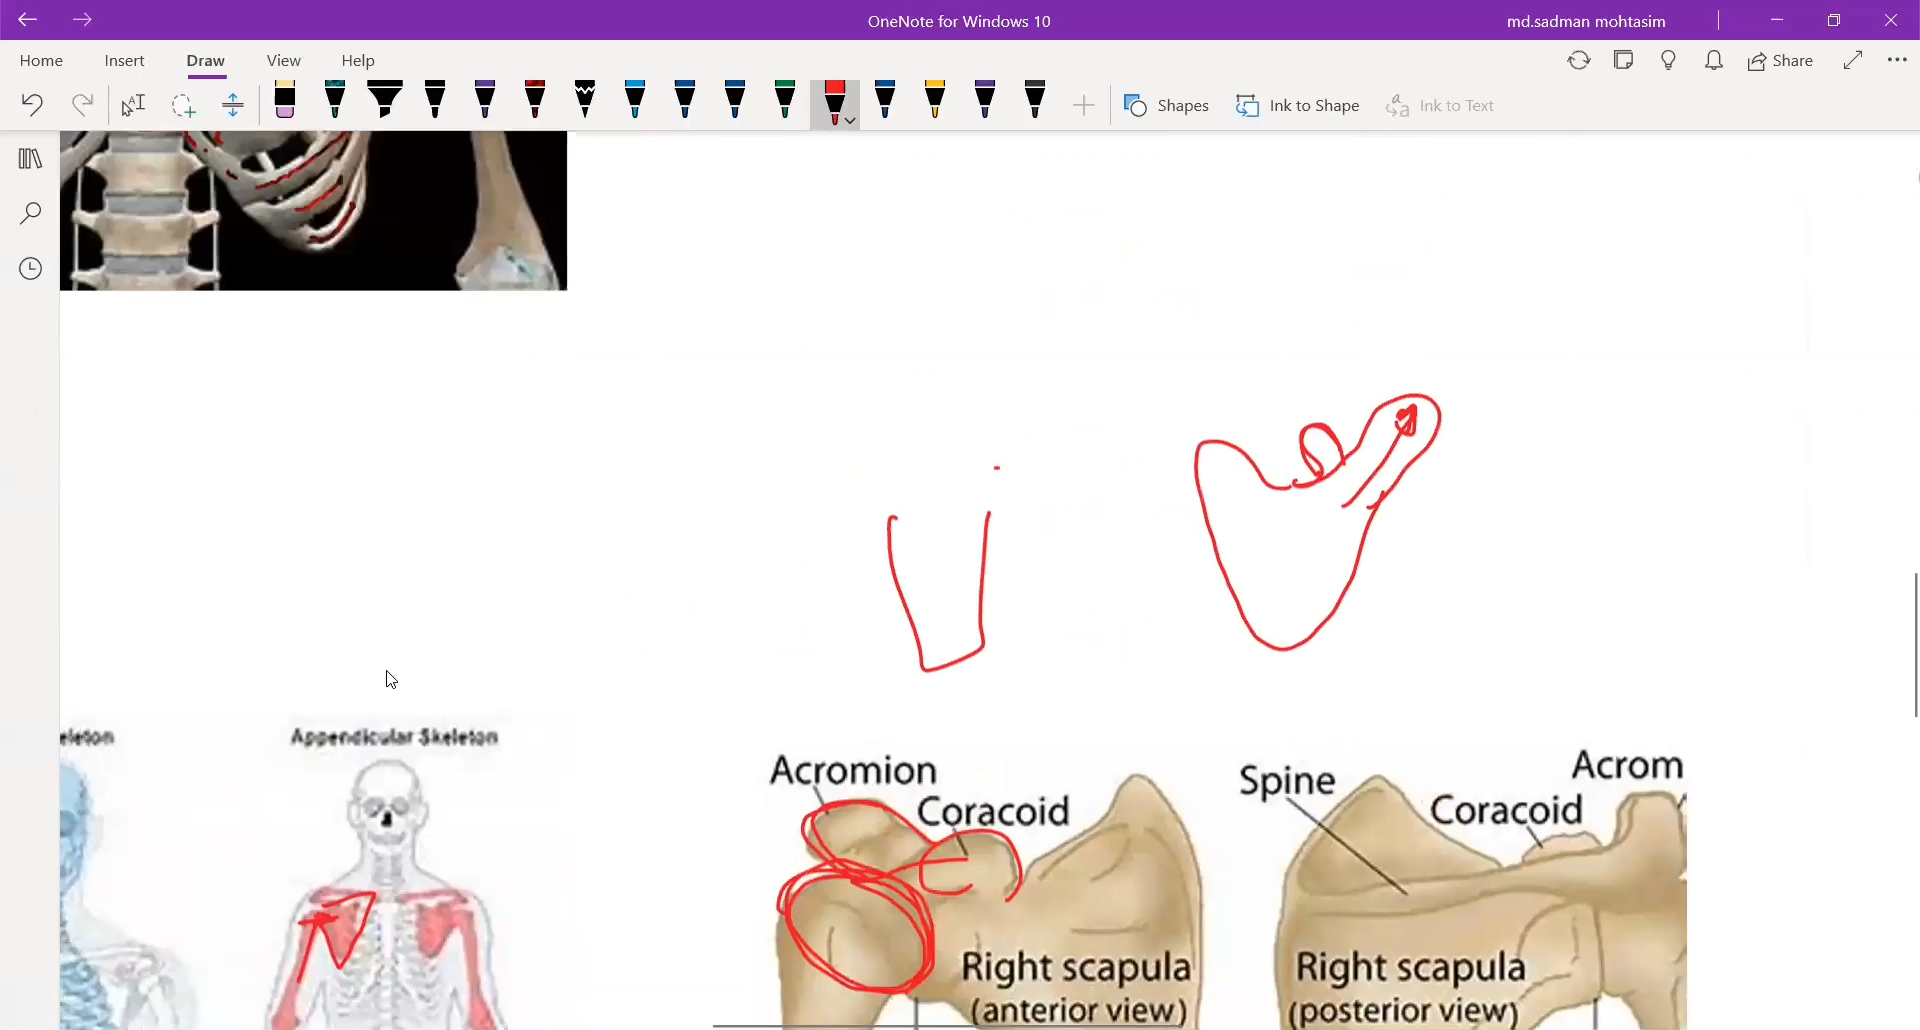 OneNote for Windows 10
md.sadman mohtasim
Home Insert Draw View Help
Share
Shapes
Ink to Shape
Ink to Text
eleton
Appendicular Skeleton
Acromion
Coracoid
Right scapula
(anterior view)
Spine
Acrom
Coracoid
Right scapula
(posterior view)